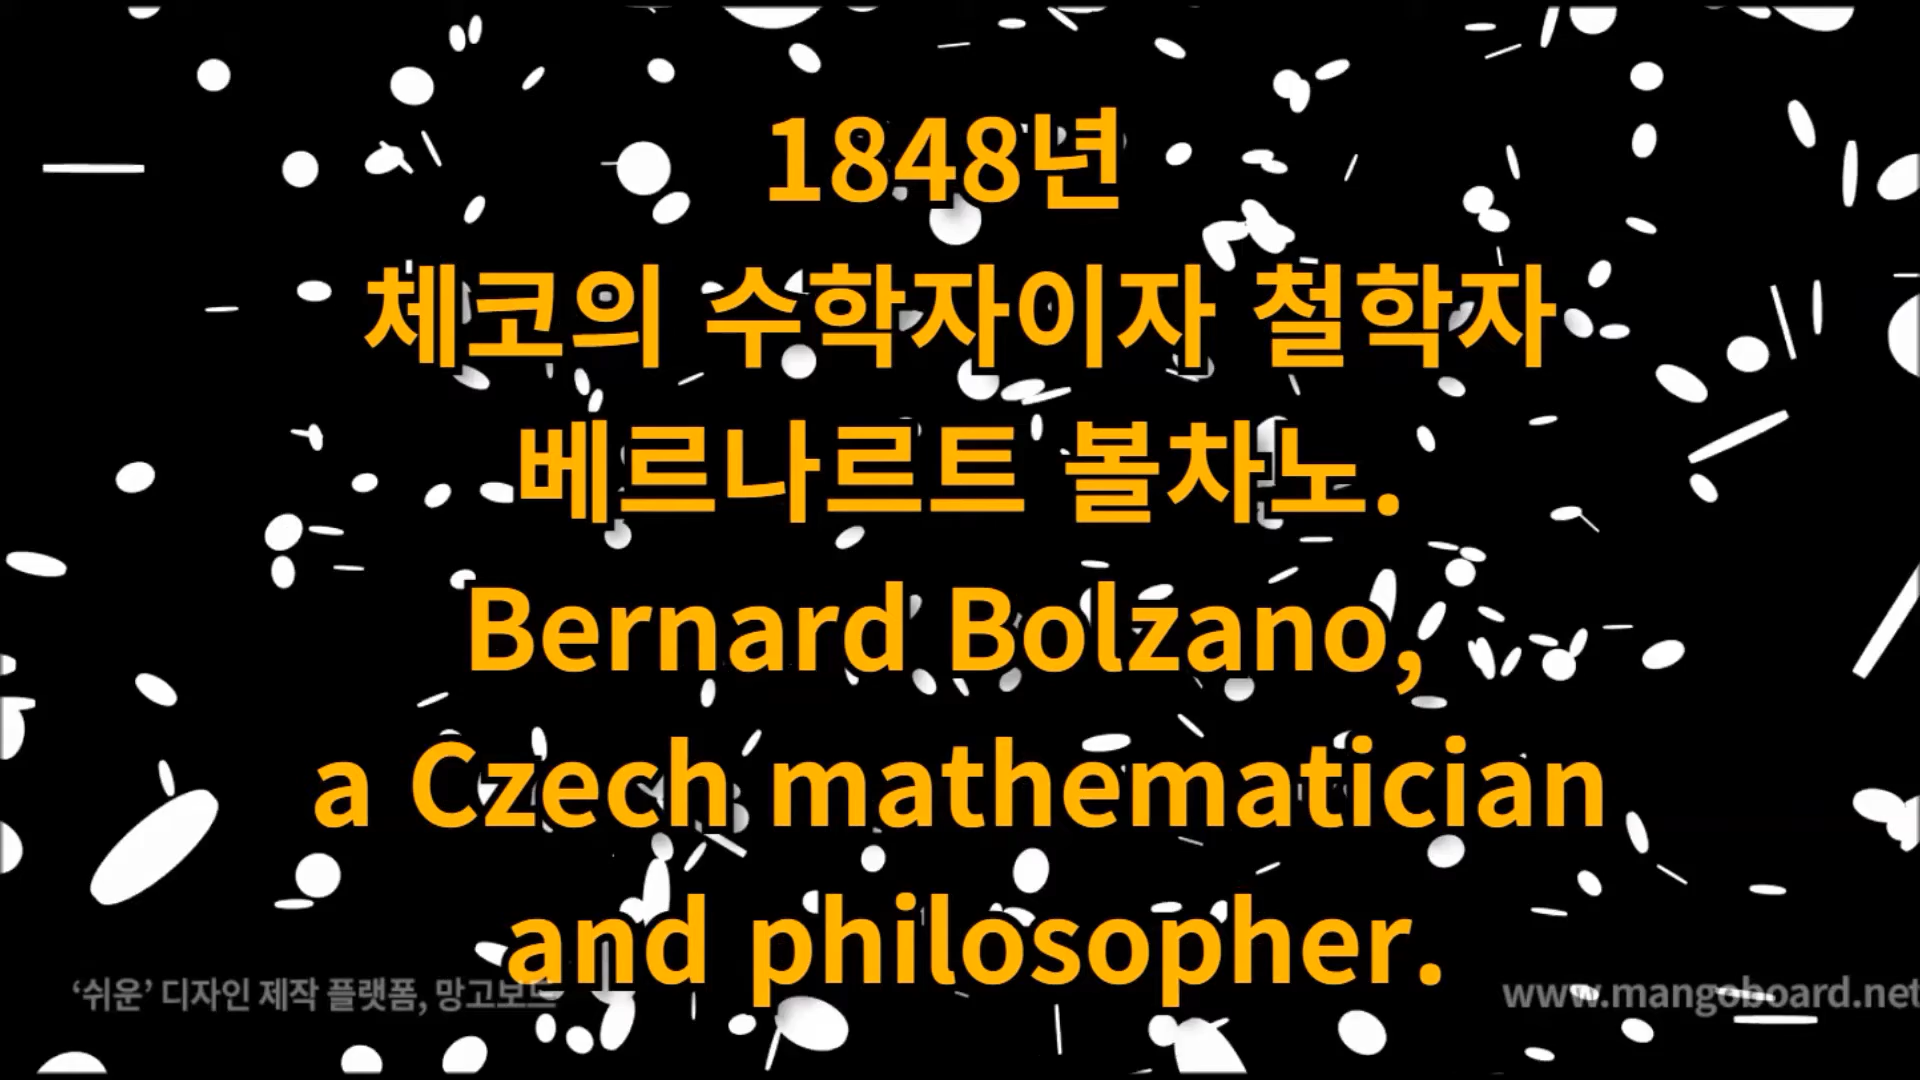 1848년
체코의 수학자이자 철학자
베르나르트 볼차노.
Bernard Bolzano,
a Czech mathematician
and philosopher.
‘쉬운’ 디자인 제작 플랫폼, 망고보드
www.mangoboard.net